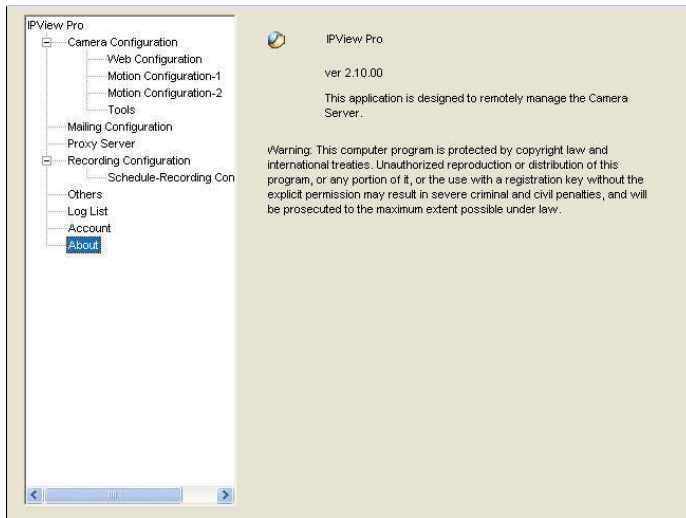 IPView Pro
Camera Configuration
Web Configuration
Motion Configuration-1
Motion Configuration-2
Tools
Mailing Configuration
Proxy Server
Recording Configuration
Schedule-Recording Con
Others
Log List
Account
About
IPView Pro
ver 2.10.00
This application is designed to remotely manage the Camera
Server.
Warning: This computer program is protected by copyright law and
international treaties. Unauthorized reproduction or distribution of this
program, or any portion of it, or the use with a registration key without the
explicit permission may result in severe criminal and civil penalties, and will
be prosecuted to the maximum extent possible under law.